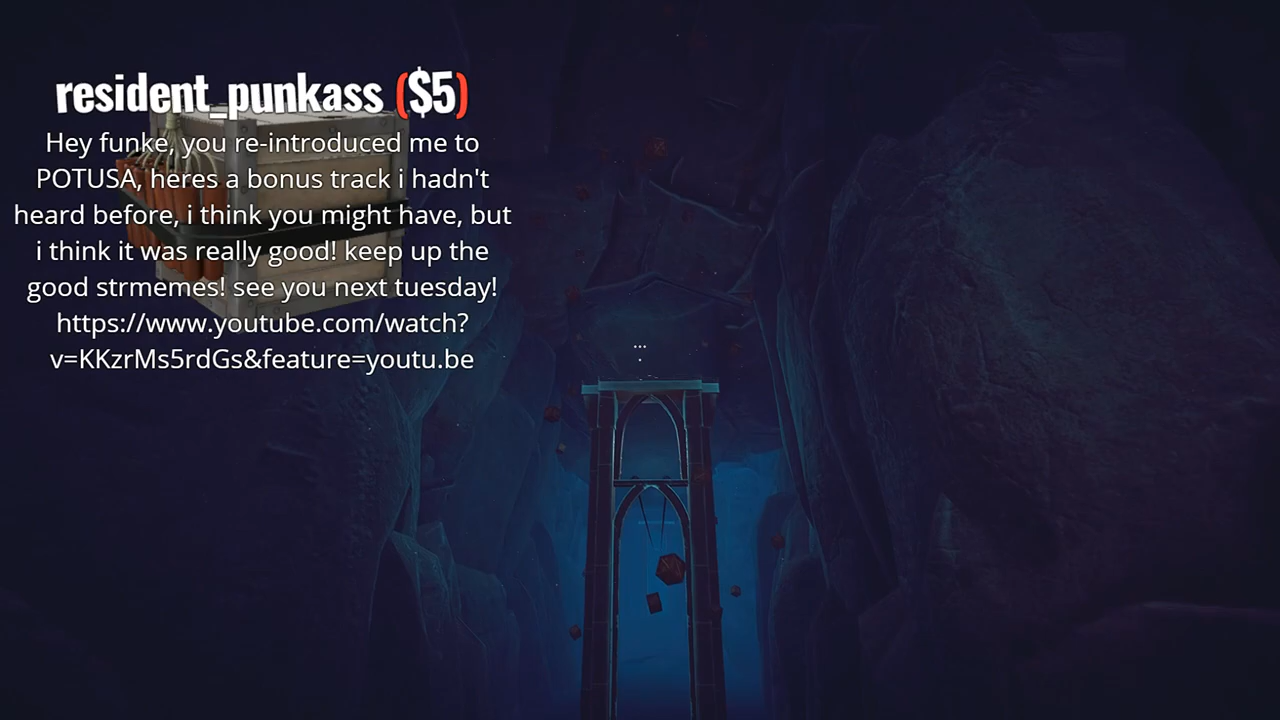 resident_punkass ($5)
Hey funke, you re-introduced me to
POTUSA, heres a bonus track i hadn't
heard before, i think you might have, but
i think it was really good! keep up the
good strmemes! see you next tuesday!
https://www.youtube.com/watch?
v=KKzrMs5rdGs&feature=youtu.be